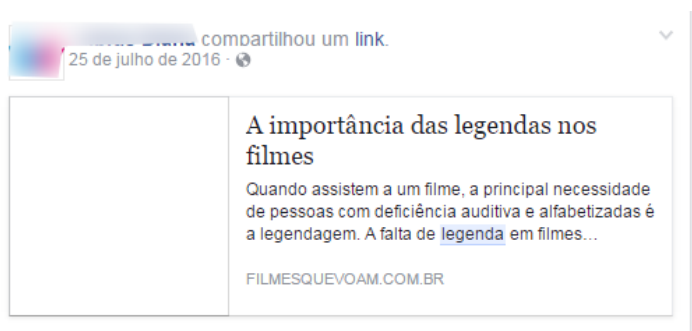 compartilhou um link.
25 de julho de 2016 ·
A importância das legendas nos
filmes
Quando assistem a um filme, a principal necessidade
de pessoas com deficiência auditiva e alfabetizadas é
a legendagem. A falta de legenda em filmes...
FILMESQUEVOAM.COM.BR